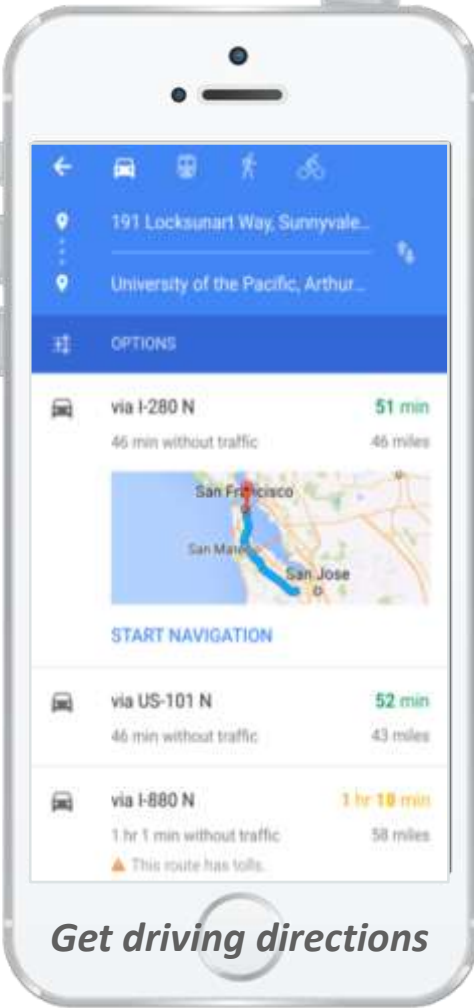 191 Locksunart Way, Sunnyvale...
University of the Pacific, Arthur...
OPTIONS
via I-280 N 51 min
46 min without traffic 46 miles
San Francisco
San Mateo
San Jose
START NAVIGATION
via US-101 N 52 min
46 min without traffic 43 miles
via I-880 N 1 hr 10 min
1 hr 1 min without traffic 58 miles
This route has tolls.
Get driving directions